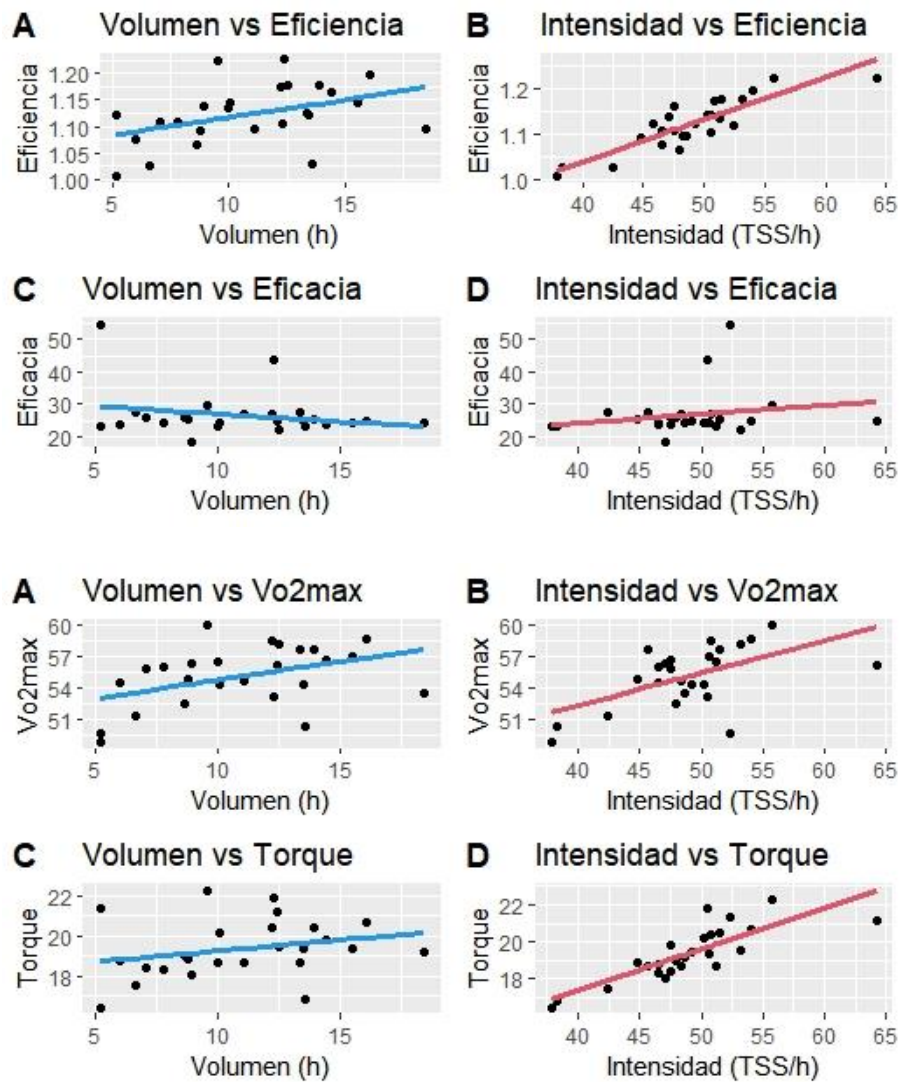 A Volumen vs Eficiencia
Eficiencia
1.20
1.15
1.10
1.05
1.00
5 10 15
Volumen (h)
B Intensidad vs Eficiencia
Eficiencia
1.2
1.1
1.0
40 45 50 55 60 65
Intensidad (TSS/h)
C Volumen vs Eficacia
Eficacia
50
40
30
20
5 10 15
Volumen (h)
D Intensidad vs Eficacia
Eficacia
50
40
30
20
40 45 50 55 60 65
Intensidad (TSS/h)
A Volumen vs Vo2max
Vo2max
60
57
54
51
5 10 15
Volumen (h)
B Intensidad vs Vo2max
Vo2max
60
57
54
51
40 45 50 55 60 65
Intensidad (TSS/h)
C Volumen vs Torque
Torque
22
20
18
5 10 15
Volumen (h)
D Intensidad vs Torque
Torque
22
20
18
40 45 50 55 60 65
Intensidad (TSS/h)